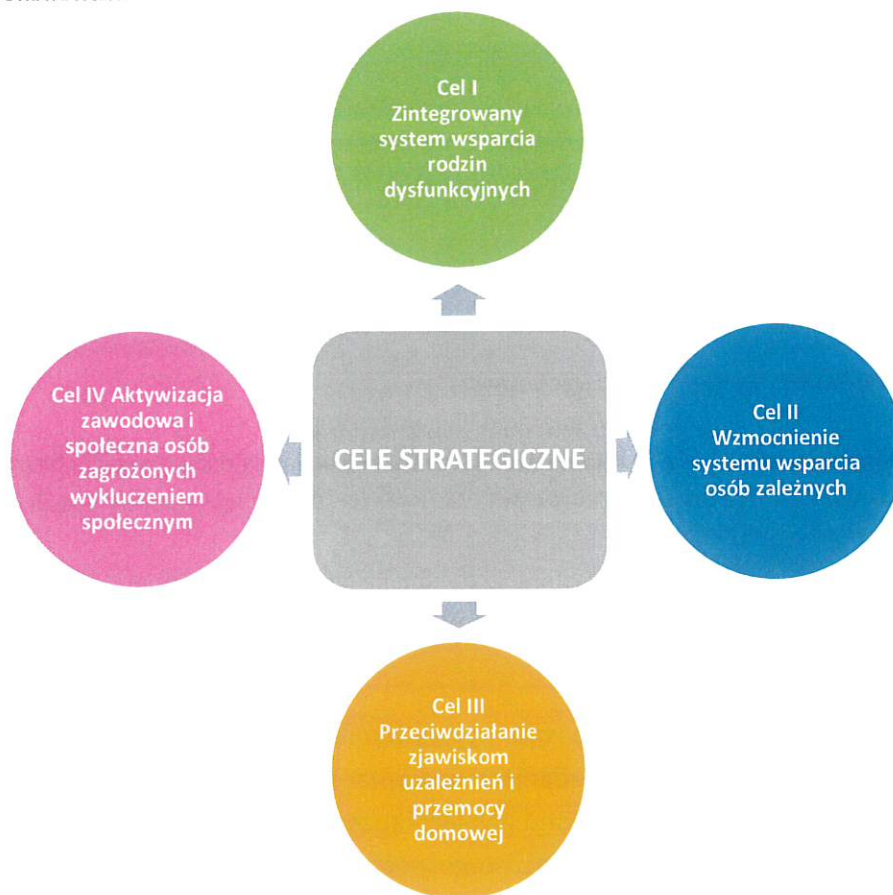 Cel I
Zintegrowany
system wsparcia
rodzin
dysfunkcyjnych
Cel IV Aktywizacja
zawodowa i
społeczna osób
zagrożonych
wykluczeniem
społecznym
CELE STRATEGICZNE
Cel II
Wzmocnienie
systemu wsparcia
osób zależnych
Cel III
Przeciwdziałanie
zjawiskom
uzależnień i
przemocy
domowej